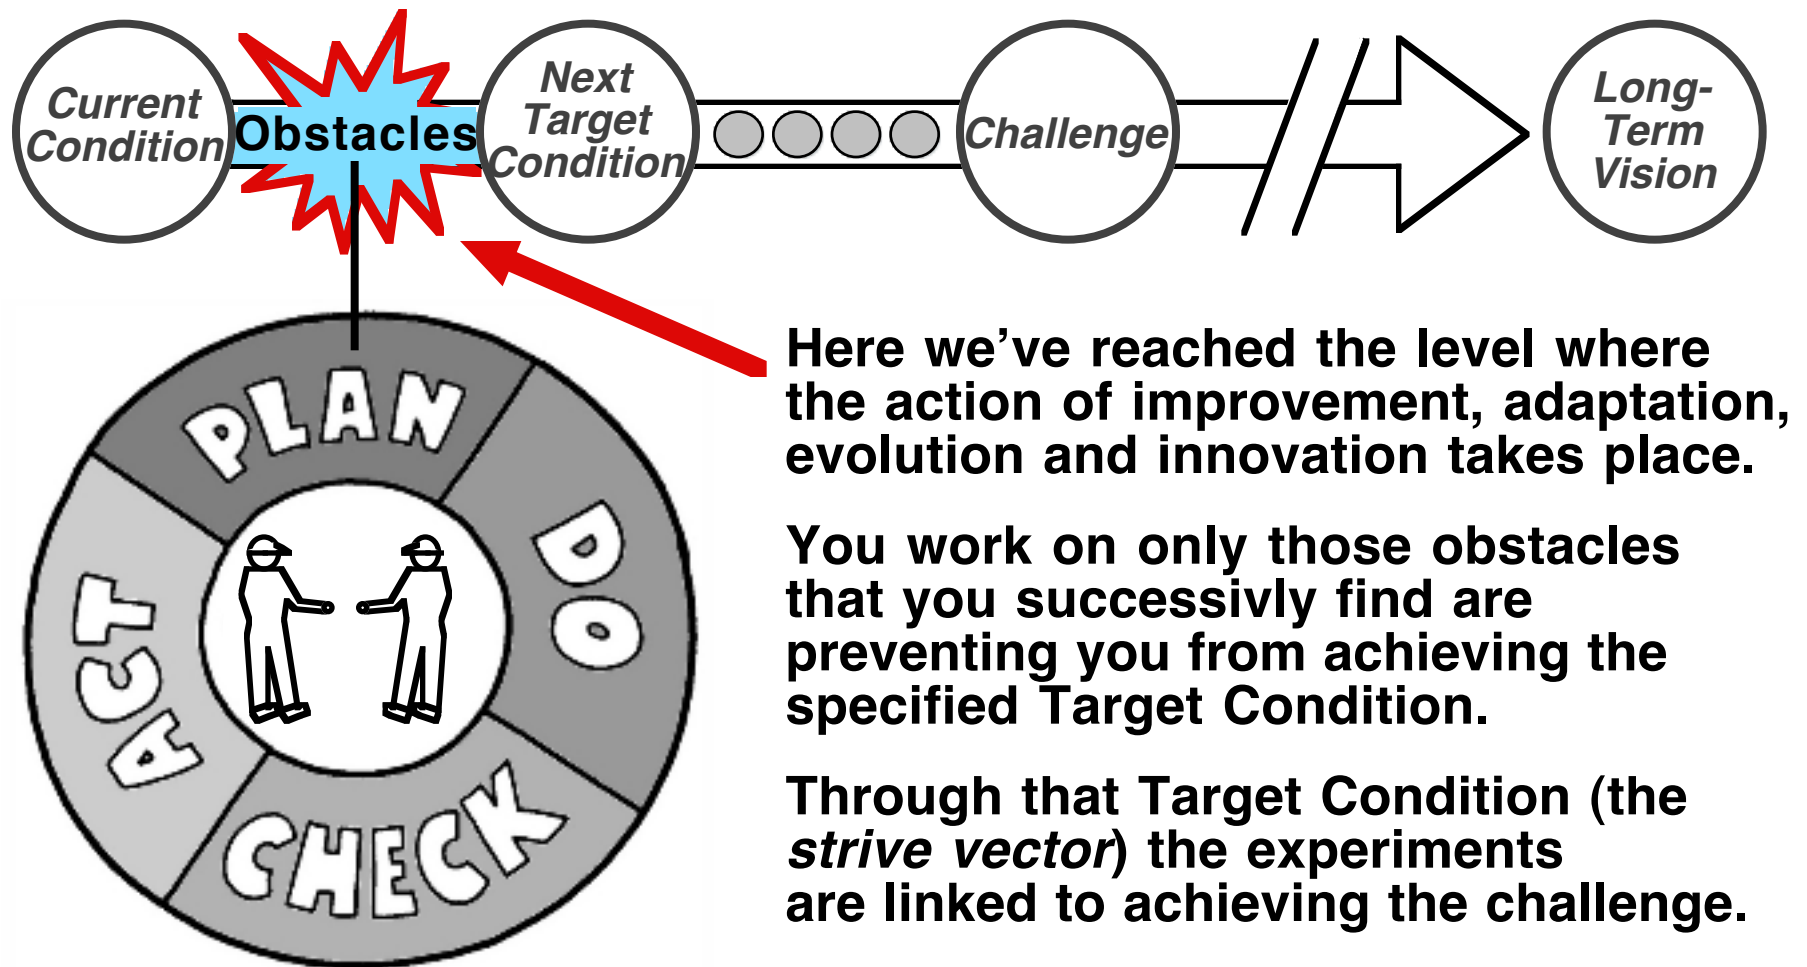 Current
Condition
Obstacles
Next
Target
Condition
Challenge
Long-
Term
Vision
PLAN
DO
CHECK
ACT
Here we’ve reached the level where
the action of improvement, adaptation,
evolution and innovation takes place.
You work on only those obstacles
that you successivly find are
preventing you from achieving the
specified Target Condition.
Through that Target Condition (the
strive vector) the experiments
are linked to achieving the challenge.